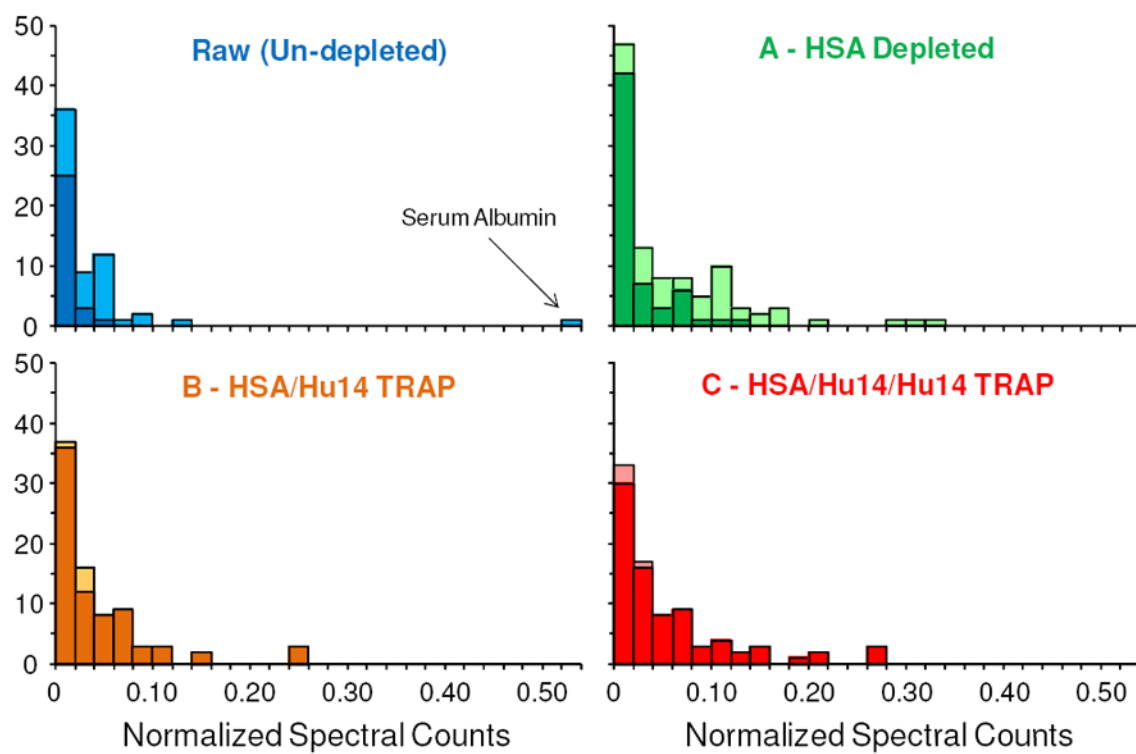 50
40
30
20
10
0
Raw (Un-depleted)
Serum Albumin
A - HSA Depleted
50
40
30
20
10
0
B - HSA/Hu14 TRAP
C - HSA/Hu14/Hu14 TRAP
0 0.10 0.20 0.30 0.40 0.50
0 0.10 0.20 0.30 0.40 0.50
Normalized Spectral Counts
Normalized Spectral Counts